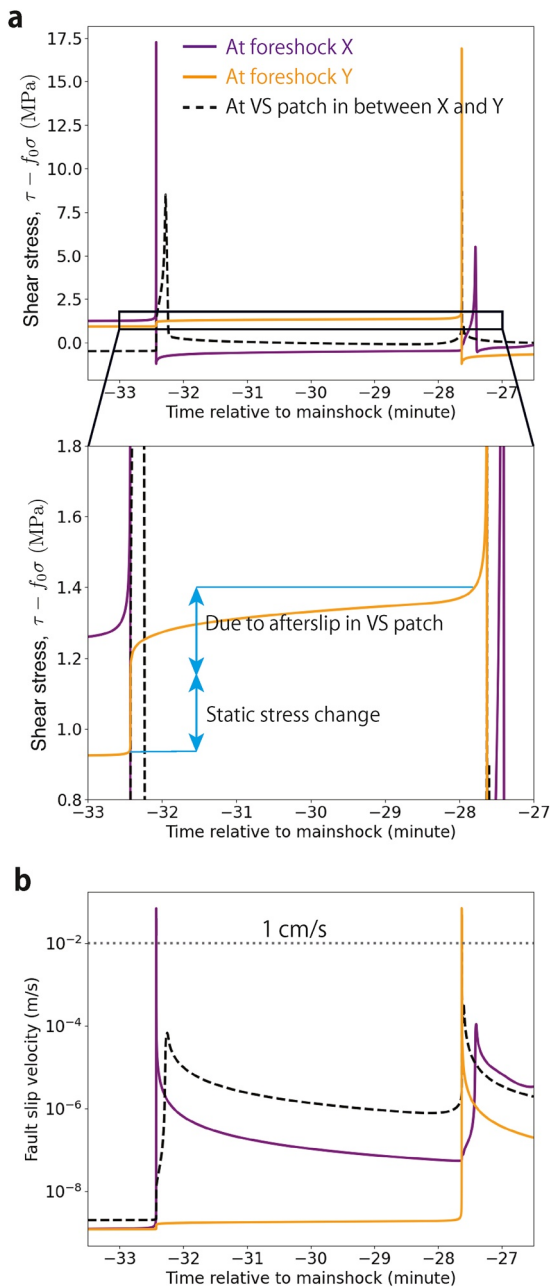 a
17.5
15.0
12.5
10.0
7.5
5.0
2.5
0.0
Shear stress, τ − f₀σ (MPa)
At foreshock X
At foreshock Y
At VS patch in between X and Y
−33 −32 −31 −30 −29 −28 −27
Time relative to mainshock (minute)
1.8
1.6
1.4
1.2
1.0
0.8
Shear stress, τ − f₀σ (MPa)
Due to afterslip in VS patch
Static stress change
−33 −32 −31 −30 −29 −28 −27
Time relative to mainshock (minute)
b
1 cm/s
10⁻²
10⁻⁴
10⁻⁶
10⁻⁸
Fault slip velocity (m/s)
−33 −32 −31 −30 −29 −28 −27
Time relative to mainshock (minute)